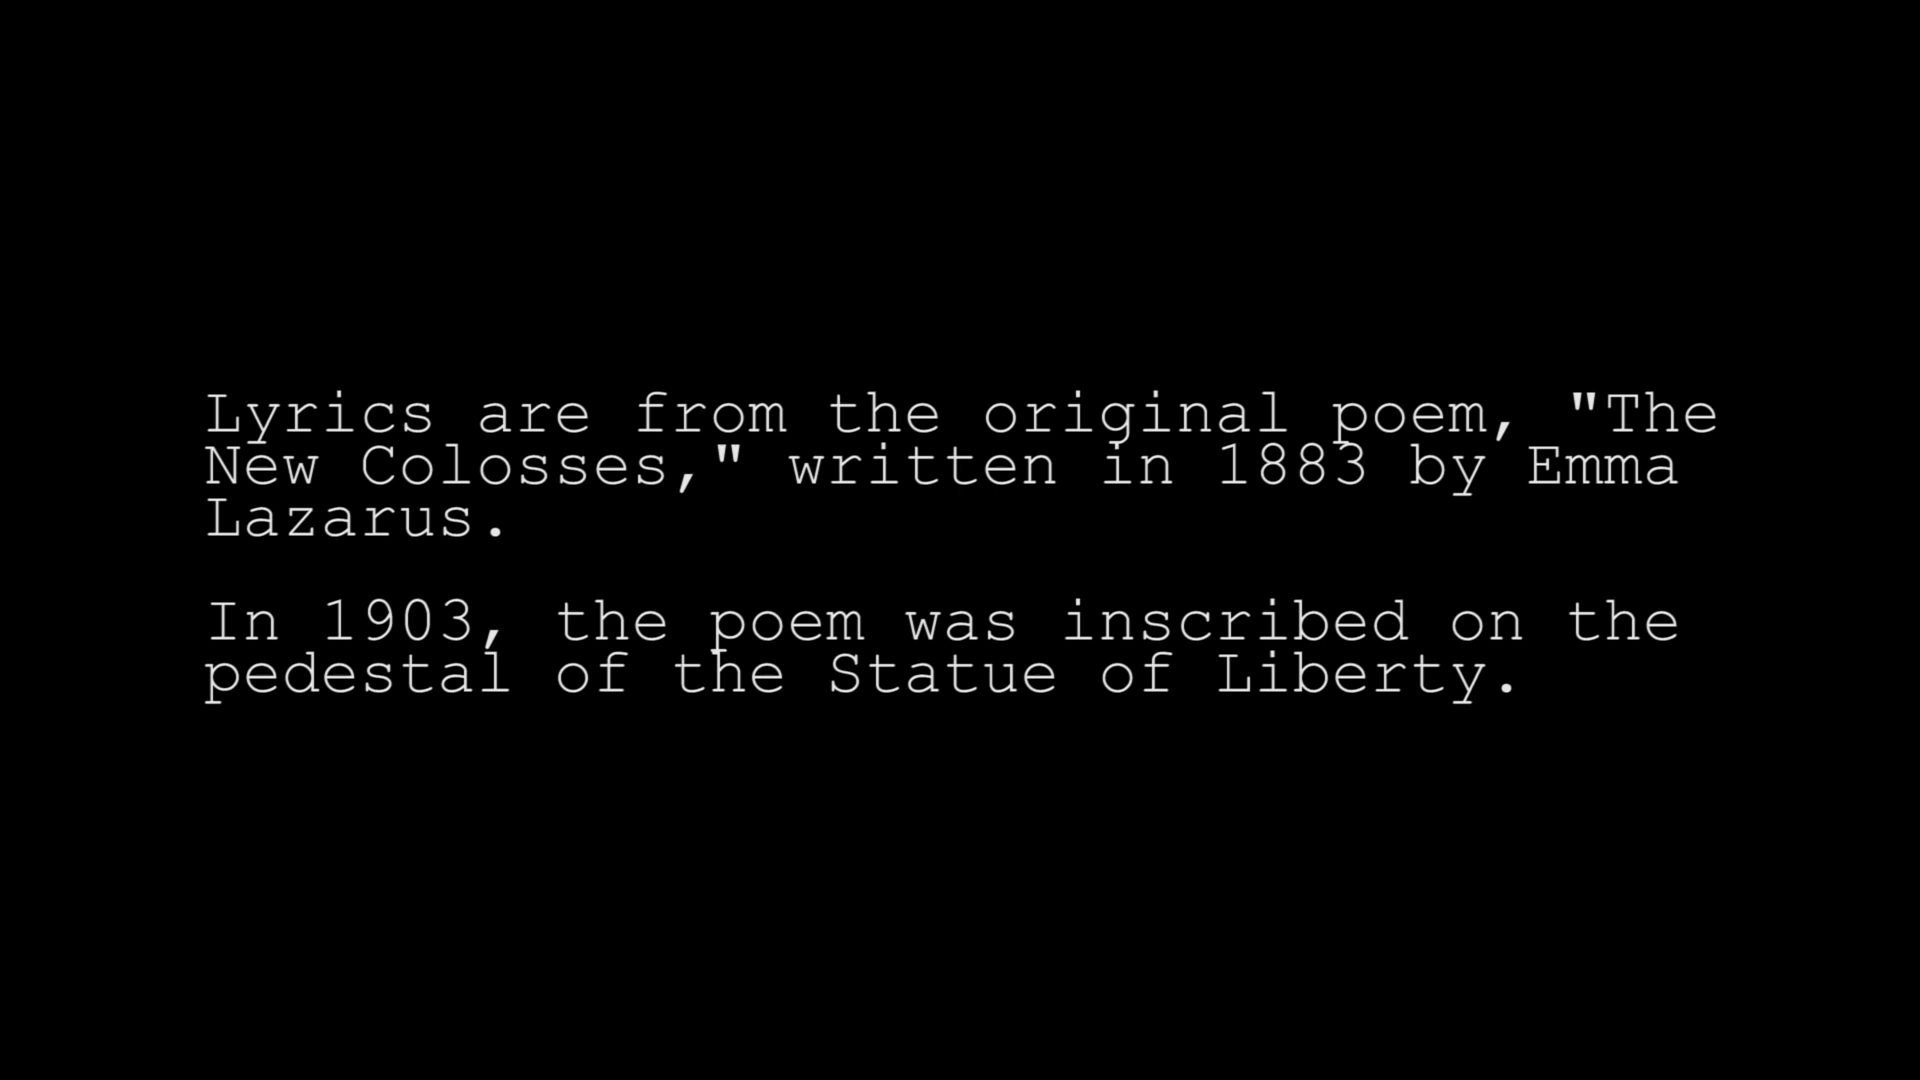 Lyrics are from the original poem, "The
New Colosses," written in 1883 by Emma
Lazarus.
In 1903, the poem was inscribed on the
pedestal of the Statue of Liberty.